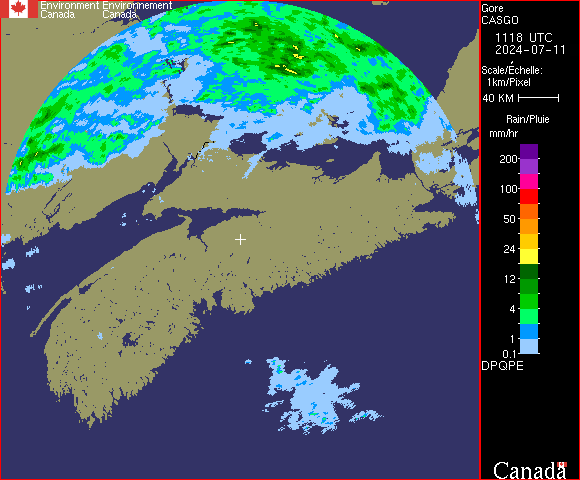 Environment Environnement
Canada Canada
Gore
CASGO
1118 UTC
2024-07-11
Scale/Échelle:
1km/Pixel
40 KM
Rain/Pluie
mm/hr
200
100
50
24
12
4
1
0.1
DPQPE
Canada